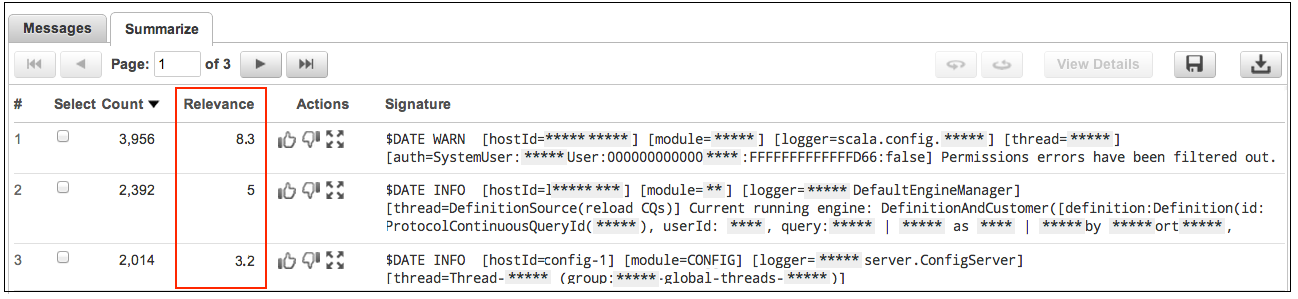 Messages Summarize
Page: 1 of 3 View Details
# Select Count Relevance Actions Signature
1 3,956 8.3 $DATE WARN [hostId=***** *****] [module= *****] [logger=scala.config. *****] [thread= *****]
[auth=SystemUser: *****User:000000000000 **** :FFFFFFFFFFFFFD66:false] Permissions errors have been filtered out.
2 2,392 5 $DATE INFO [hostId=l***** *** ] [module= ** ] [logger= ***** DefaultEngineManager]
[thread=DefinitionSource(reload CQs)] Current running engine: DefinitionAndCustomer([definition:Definition(id:
ProtocolContinuousQueryId( ***** ), userId: **** , query: ***** | ***** as **** | *****by *****ort*****,
3 2,014 3.2 $DATE INFO [hostId=config-1] [module=CONFIG] [logger= ***** server.ConfigServer]
[thread=Thread- ***** (group:*****-global-threads- *****)]